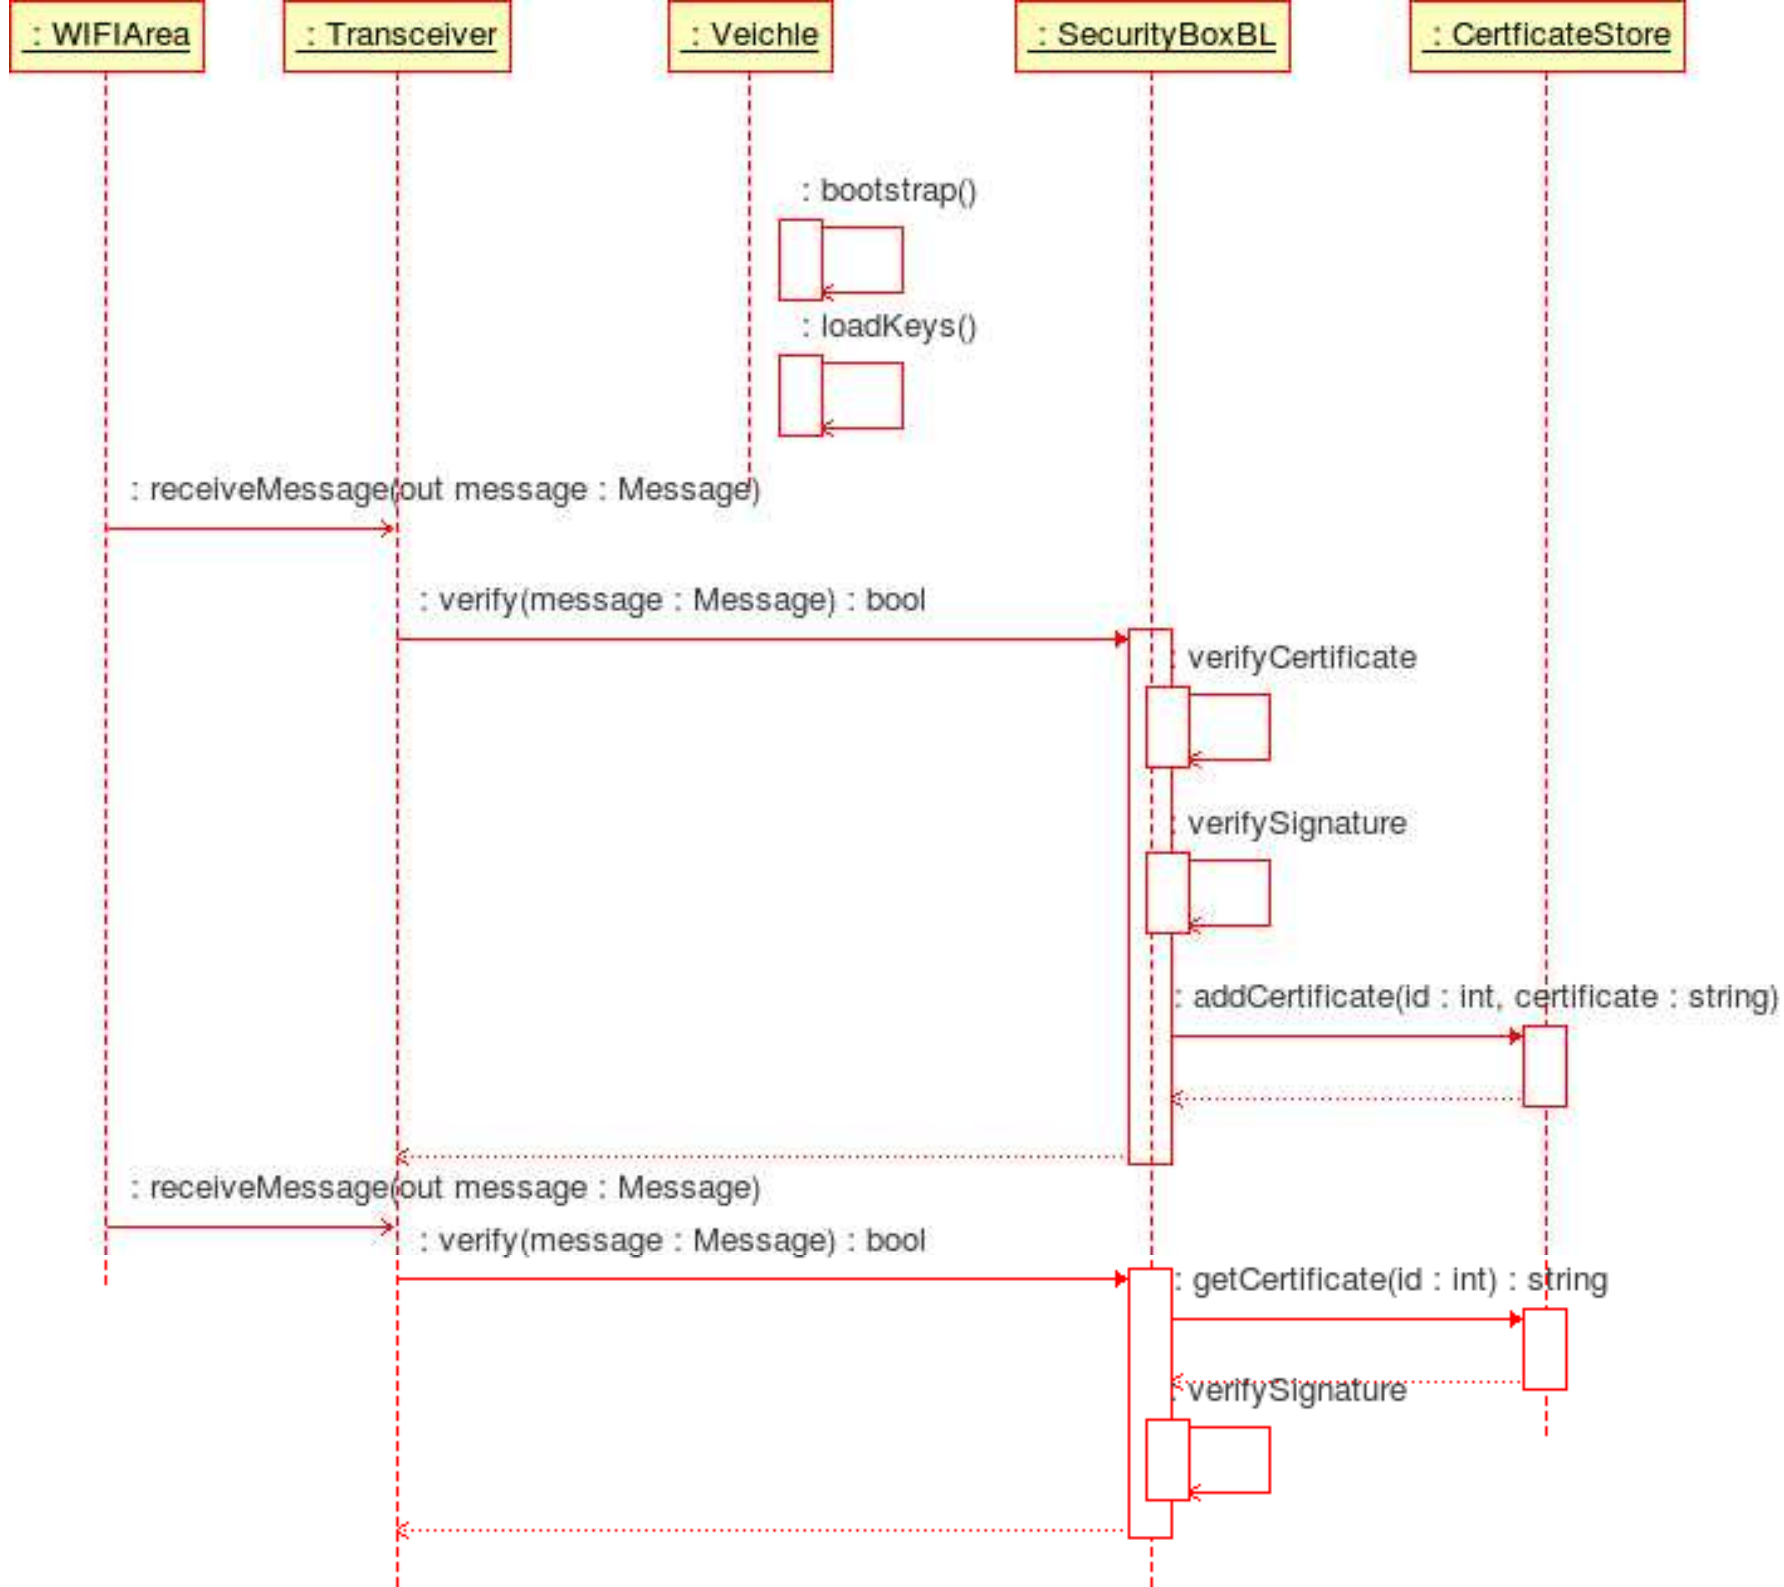 : WIFIArea
: Transceiver
: Veichle
: SecurityBoxBL
: CertficateStore
: bootstrap()
: loadKeys()
: receiveMessage(out message : Message)
: verify(message : Message) : bool
: verifyCertificate
: verifySignature
: addCertificate(id : int, certificate : string)
: receiveMessage(out message : Message)
: verify(message : Message) : bool
: getCertificate(id : int) : string
: verifySignature